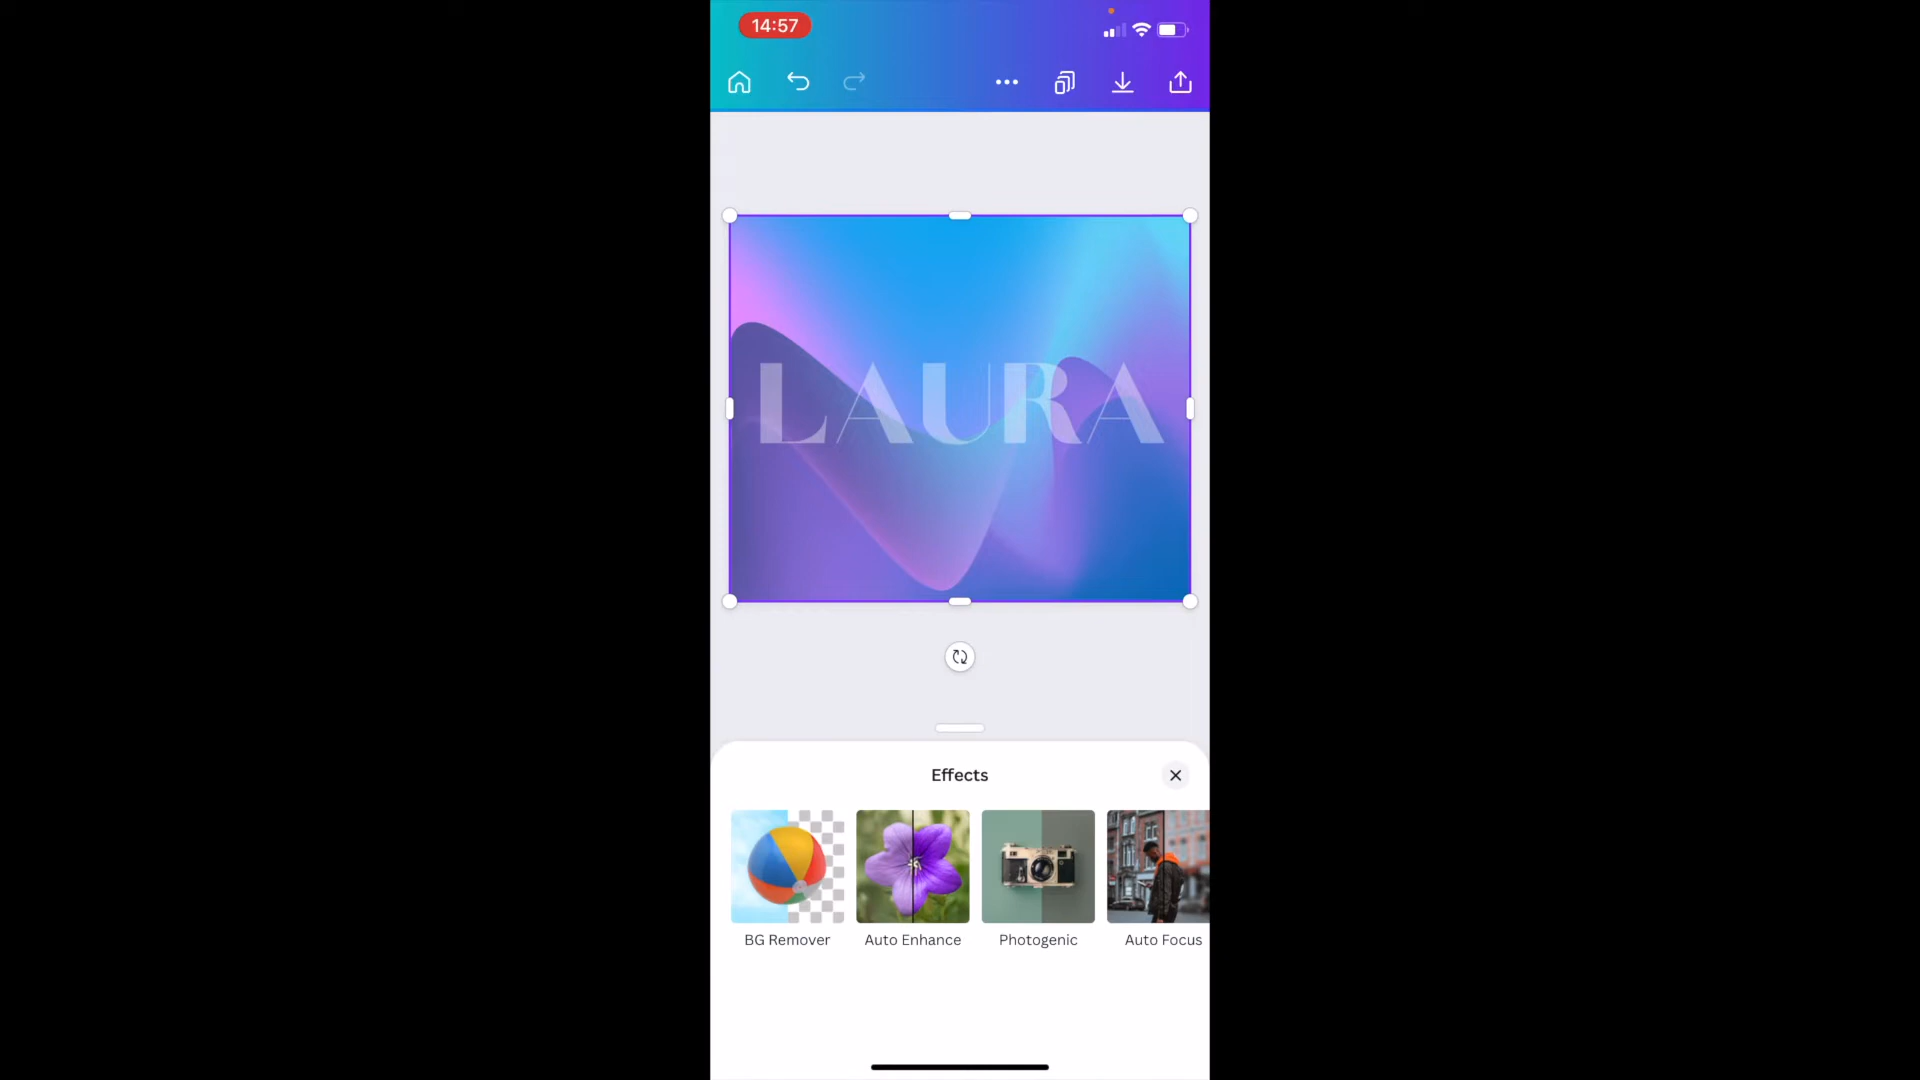 14:57
LAURA
Effects
BG Remover
Auto Enhance
Photogenic
Auto Focus